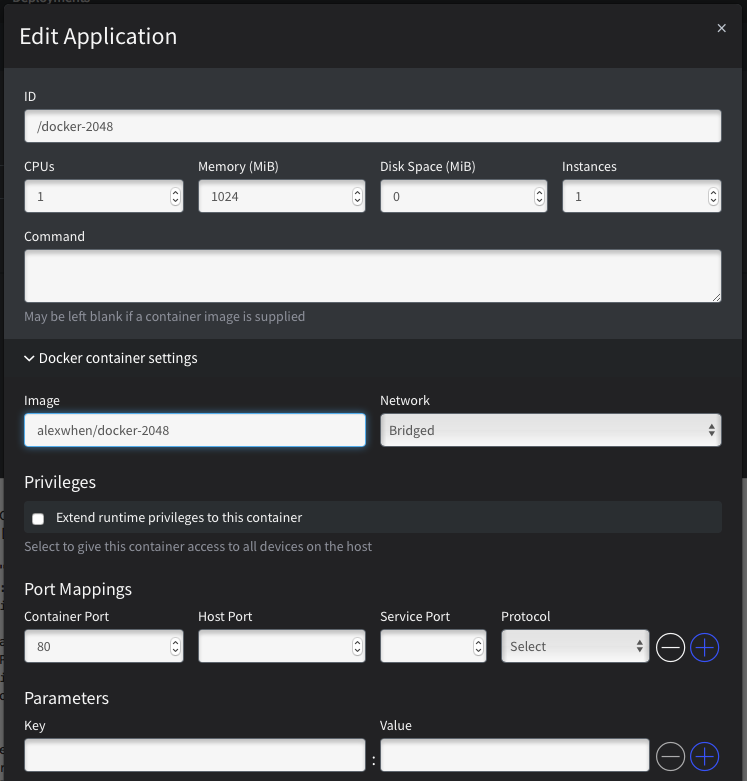 Edit Application
×
ID
/docker-2048
CPUs Memory (MiB) Disk Space (MiB) Instances
1 1024 0 1
Command
May be left blank if a container image is supplied
Docker container settings
Image Network
alexwhen/docker-2048 Bridged
Privileges
Extend runtime privileges to this container
Select to give this container access to all devices on the host
Port Mappings
Container Port Host Port Service Port Protocol
80 Select
Parameters
Key Value
: